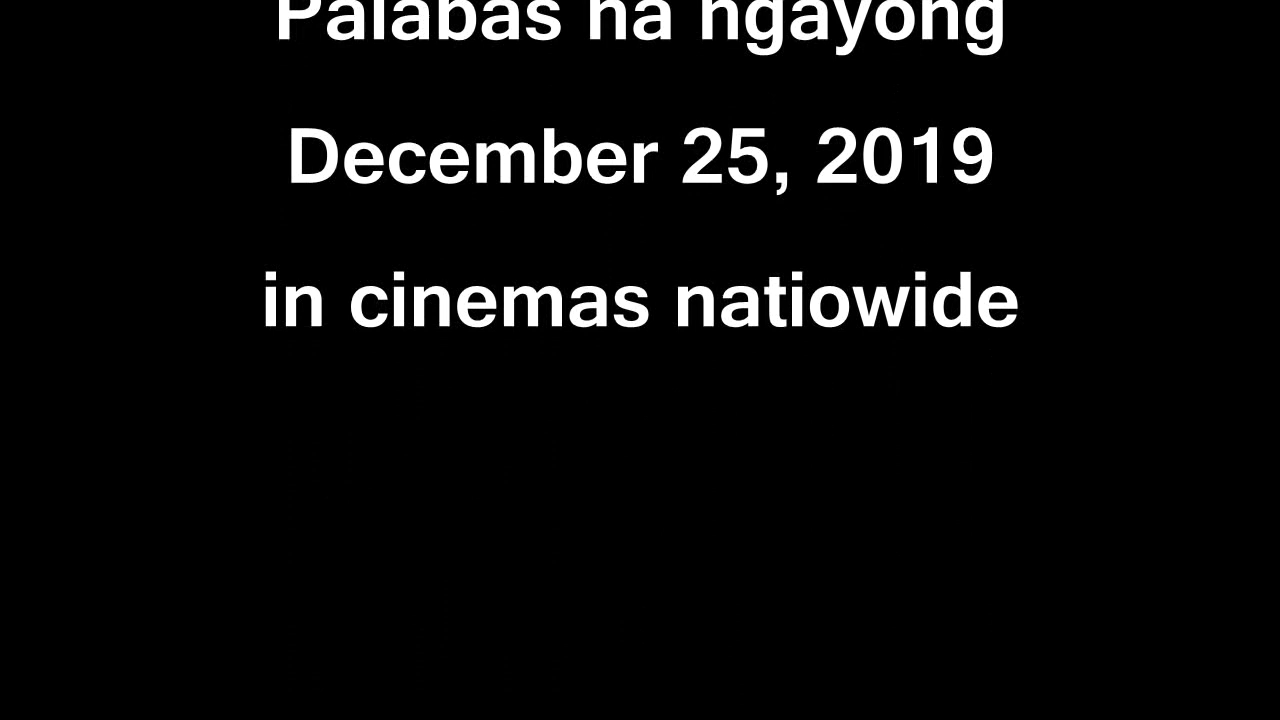 Palabas na ngayong
December 25, 2019
in cinemas natiowide